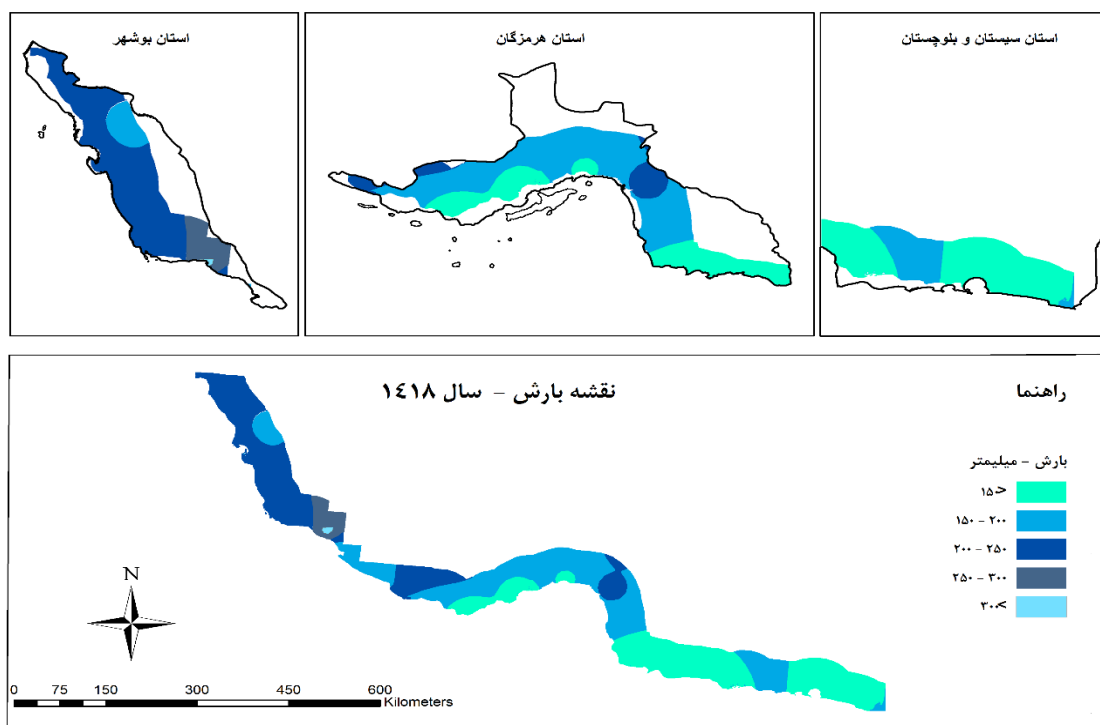 استان بوشهر
استان هرمزگان
استان سیستان و بلوچستان
نقشه بارش - سال ۱۴۱۸
راهنما
بارش - میلیمتر
<۱۵۰
۱۵۰ - ۲۰۰
۲۰۰ - ۲۵۰
۲۵۰ - ۳۰۰
>۳۰۰
N
0 75 150 300 450 600
Kilometers